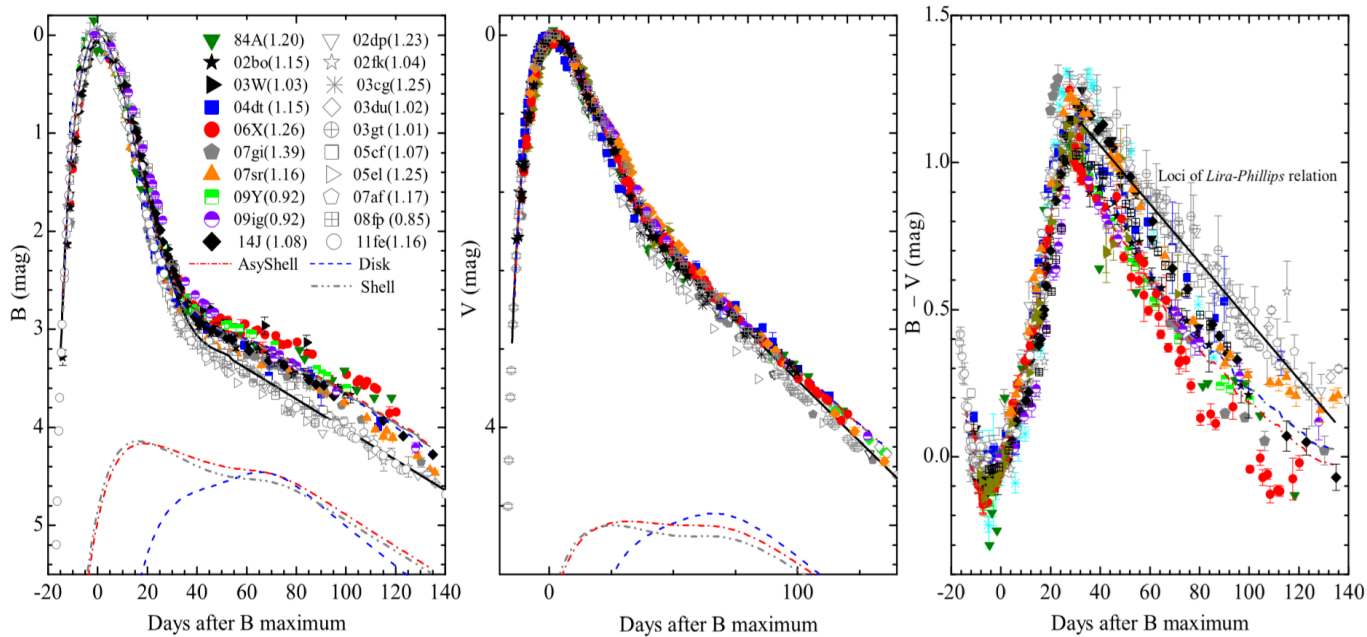 0
1
2
3
4
5
B (mag)
-20 0 20 40 60 80 100 120 140
Days after B maximum
84A(1.20) 02dp(1.23)
02bo(1.15) 02fk(1.04)
03W(1.03) 03cg(1.25)
04dt (1.15) 03du(1.02)
06X(1.26) 03gt (1.01)
07gi(1.39) 05cf(1.07)
07sr(1.16) 05el (1.25)
09Y(0.92) 07af(1.17)
09ig(0.92) 08fp (0.85)
14J (1.08) 11fe(1.16)
AsyShell Disk
Shell
0
4
V (mag)
0 100
Days after B maximum
1.5
1.0
0.5
0.0
-0.4
B – V (mag)
Loci of Lira-Phillips relation
-20 0 20 40 60 80 100 120 140
Days after B maximum